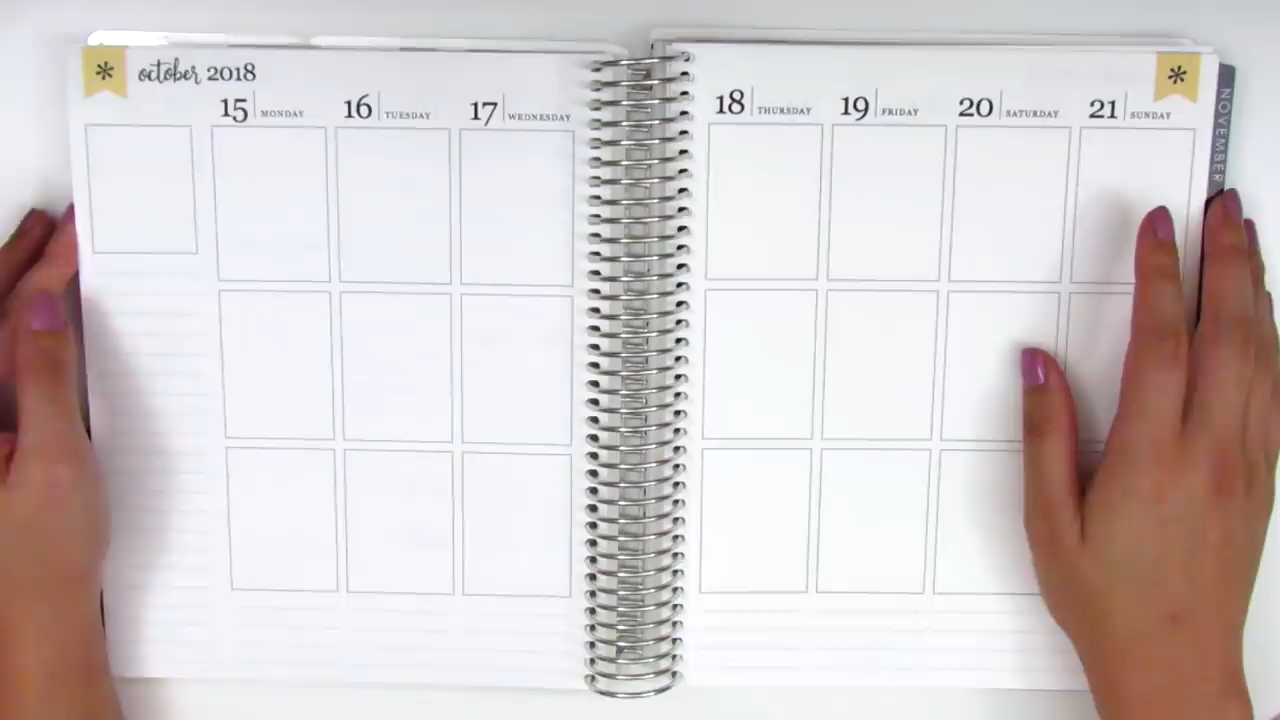 * october 2018
15 MONDAY 16 TUESDAY 17 WEDNESDAY
*
18 THURSDAY 19 FRIDAY 20 SATURDAY 21 SUNDAY
NOVEMBER